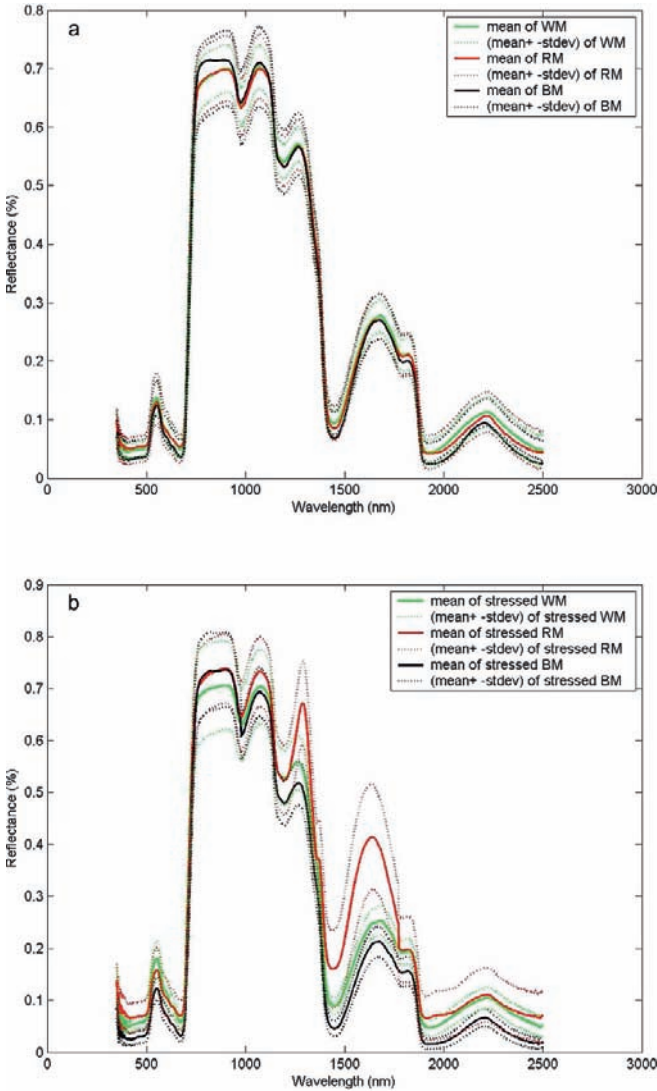 a
0.8
0.7
0.6
0.5
0.4
0.3
0.2
0.1
0
Reflectance (%)
mean of WM
(mean+ -stdev) of WM
mean of RM
(mean+ -stdev) of RM
mean of BM
(mean+ -stdev) of BM
0 500 1000 1500 2000 2500 3000
Wavelength (nm)
b
0.9
0.8
0.7
0.6
0.5
0.4
0.3
0.2
0.1
0
Reflectance (%)
mean of stressed WM
(mean+ -stdev) of stressed WM
mean of stressed RM
(mean+ -stdev) of stressed RM
mean of stressed BM
(mean+ -stdev) of stressed BM
0 500 1000 1500 2000 2500 3000
Wavelength (nm)